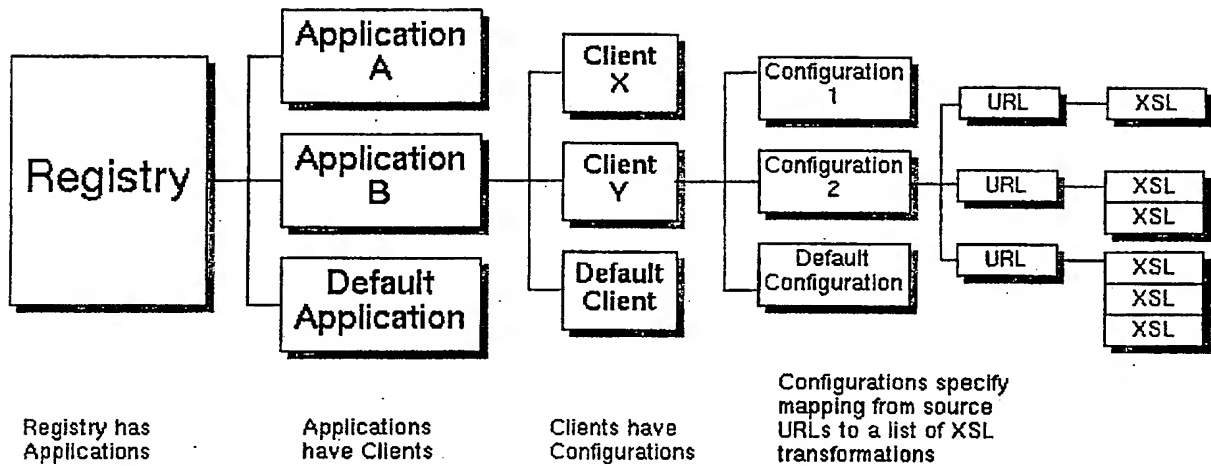 Registry
Application
A
Application
B
Default
Application
Client
X
Client
Y
Default
Client
Configuration
1
Configuration
2
Default
Configuration
URL
URL
URL
XSL
XSL
XSL
XSL
XSL
XSL
Registry has
Applications
Applications
have Clients
Clients have
Configurations
Configurations specify
mapping from source
URLs to a list of XSL
transformations